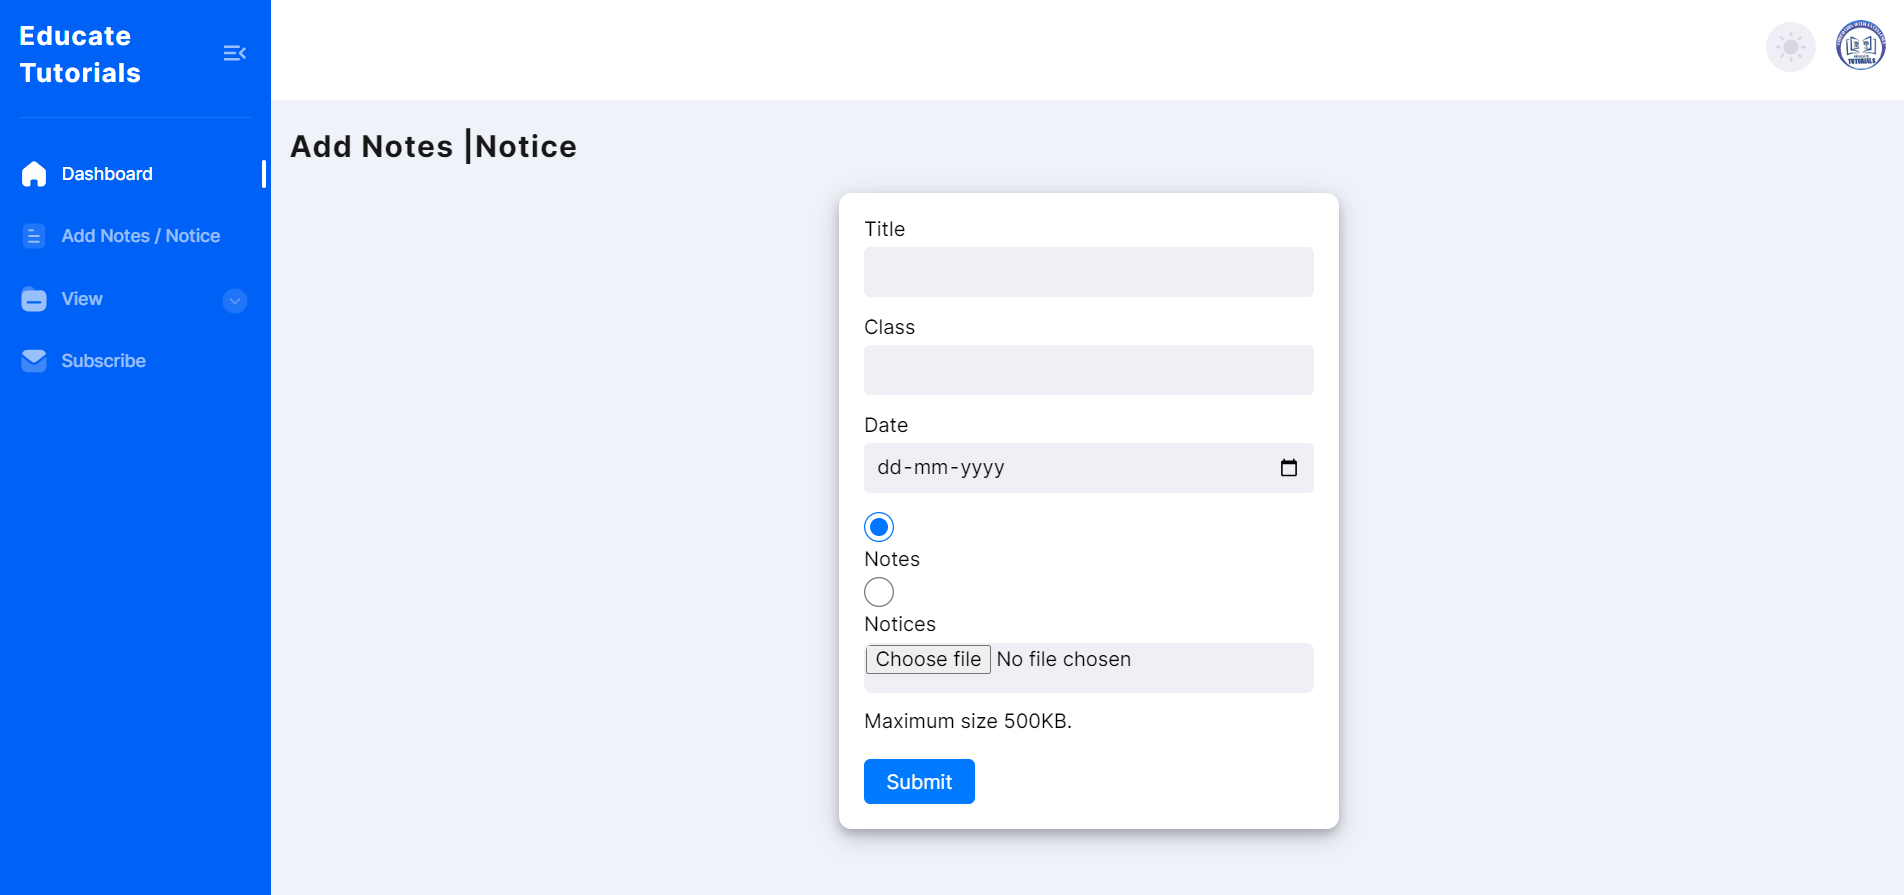 Educate
Tutorials
Dashboard
Add Notes / Notice
View
Subscribe
TUTORIALS
Add Notes |Notice
Title
Class
Date
dd-mm-yyyy
Notes
Notices
Choose file No file chosen
Maximum size 500KB.
Submit